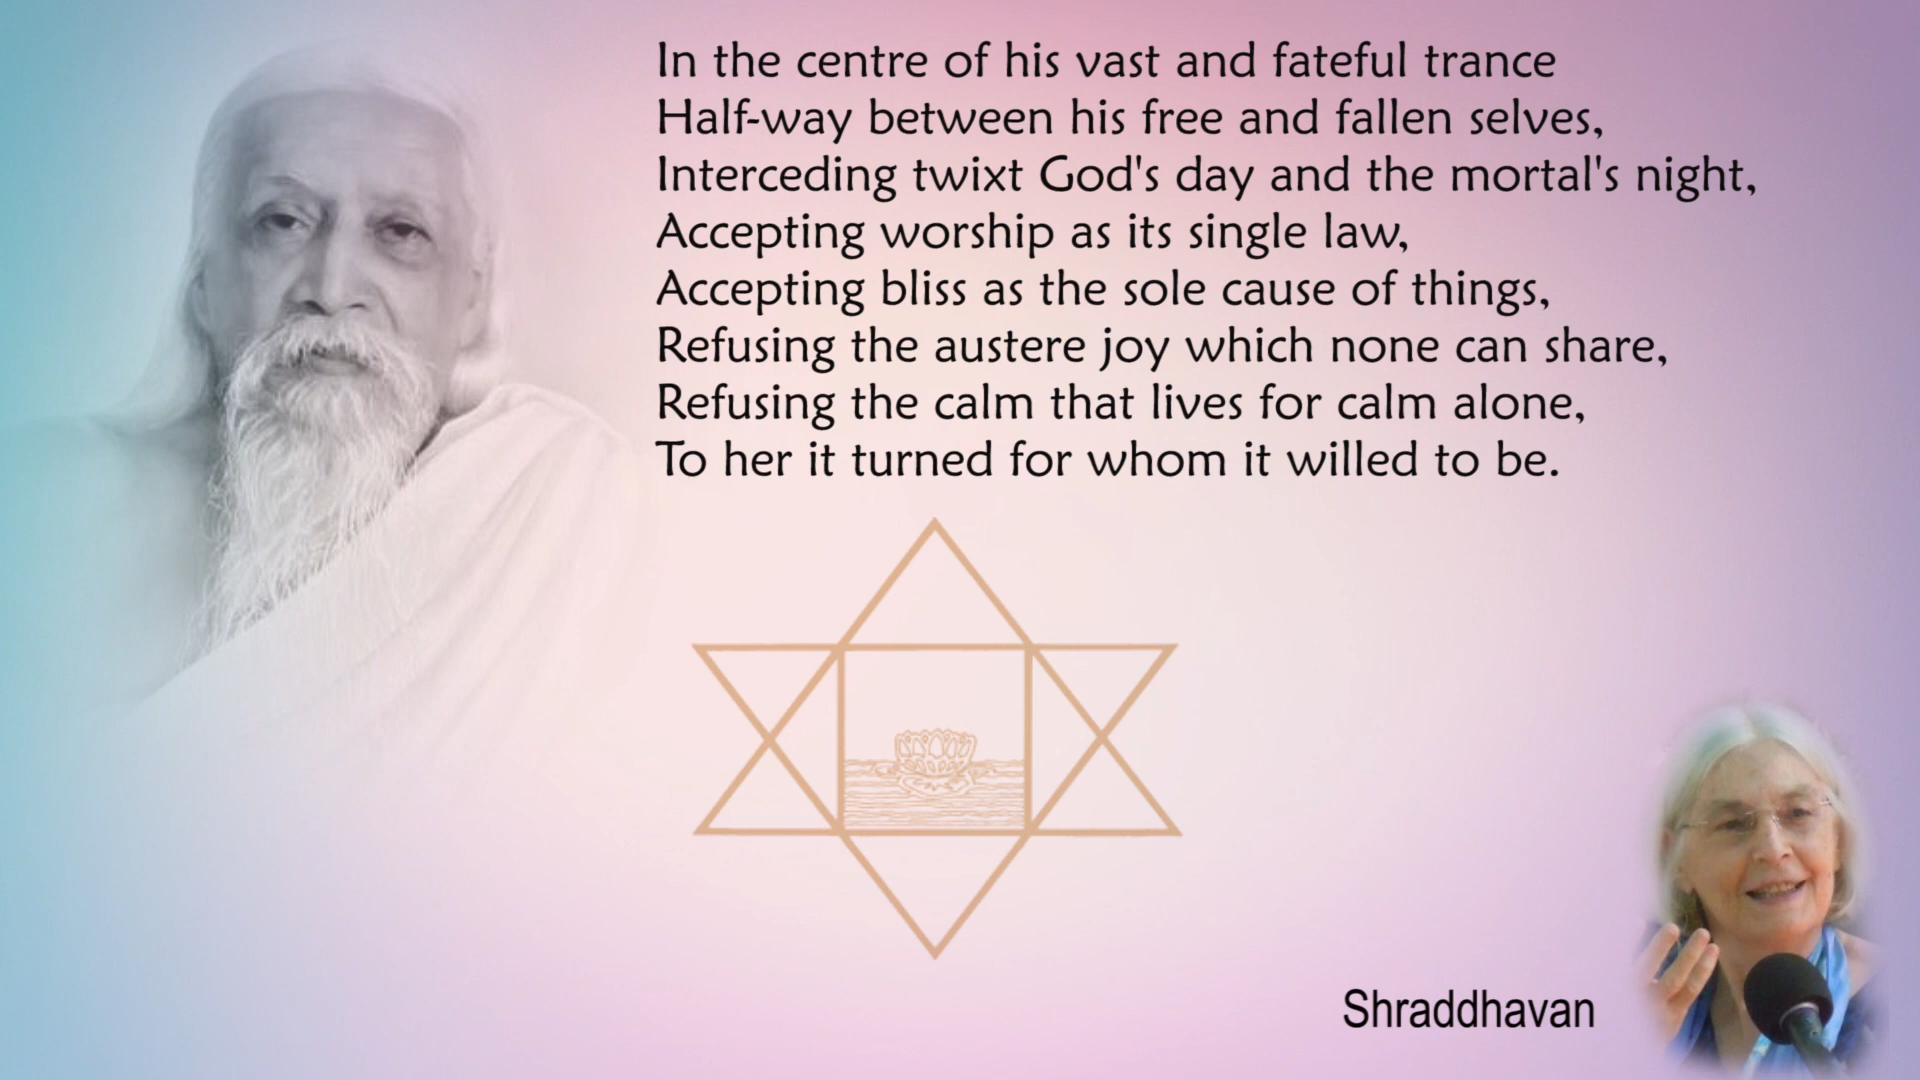 In the centre of his vast and fateful trance
Half-way between his free and fallen selves,
Interceding twixt God's day and the mortal's night,
Accepting worship as its single law,
Accepting bliss as the sole cause of things,
Refusing the austere joy which none can share,
Refusing the calm that lives for calm alone,
To her it turned for whom it willed to be.
Shraddhavan